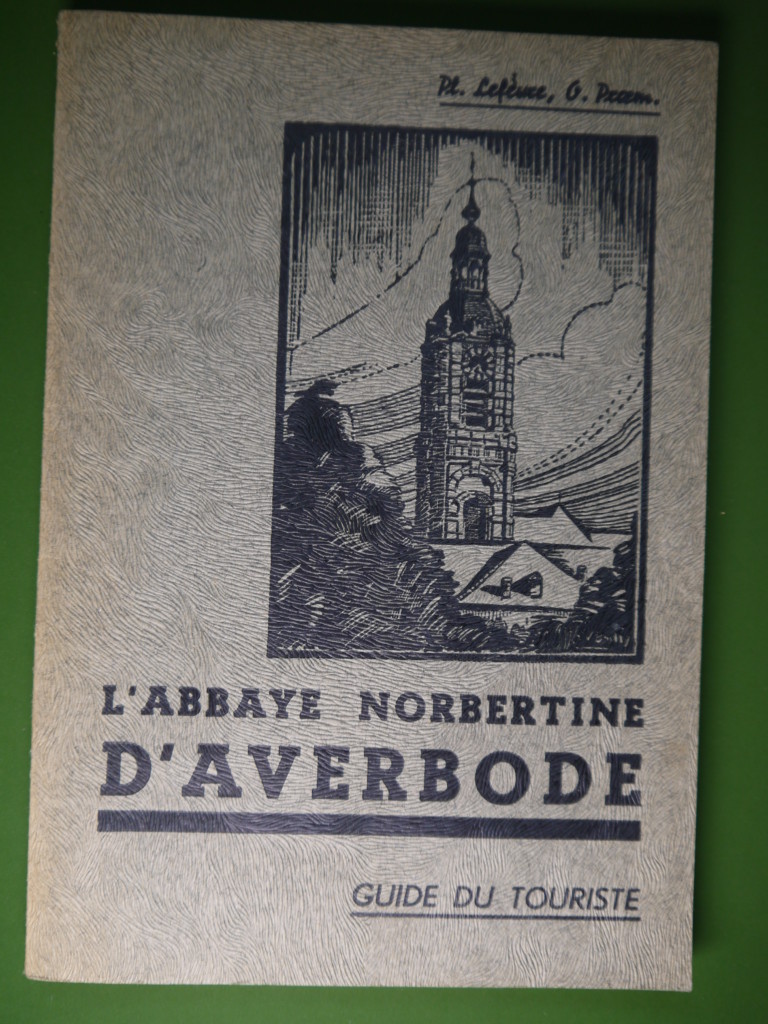 Pl. Lefèvre, O. Praem.
L'ABBAYE NORBERTINE
D'AVERBODE
GUIDE DU TOURISTE